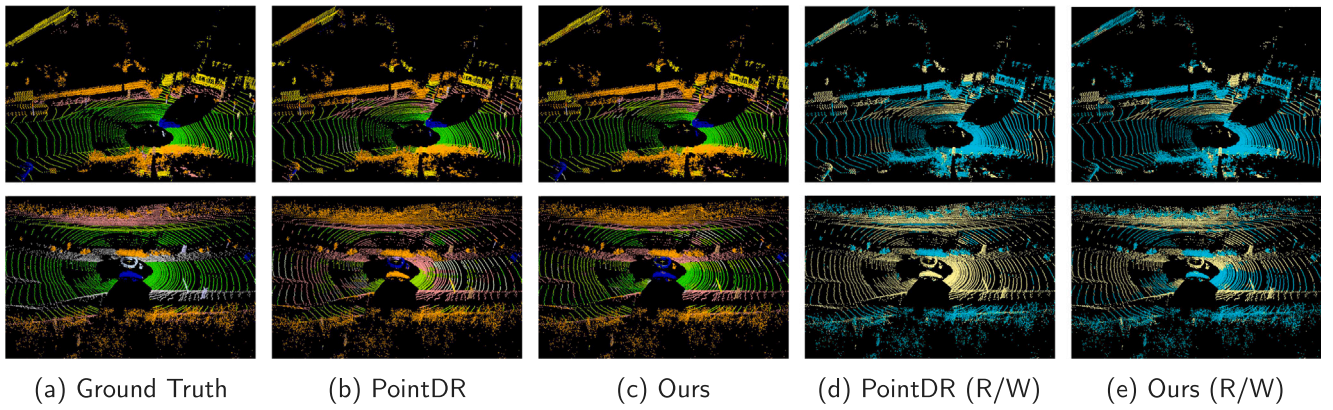 (a) Ground Truth
(b) PointDR
(c) Ours
(d) PointDR (R/W)
(e) Ours (R/W)